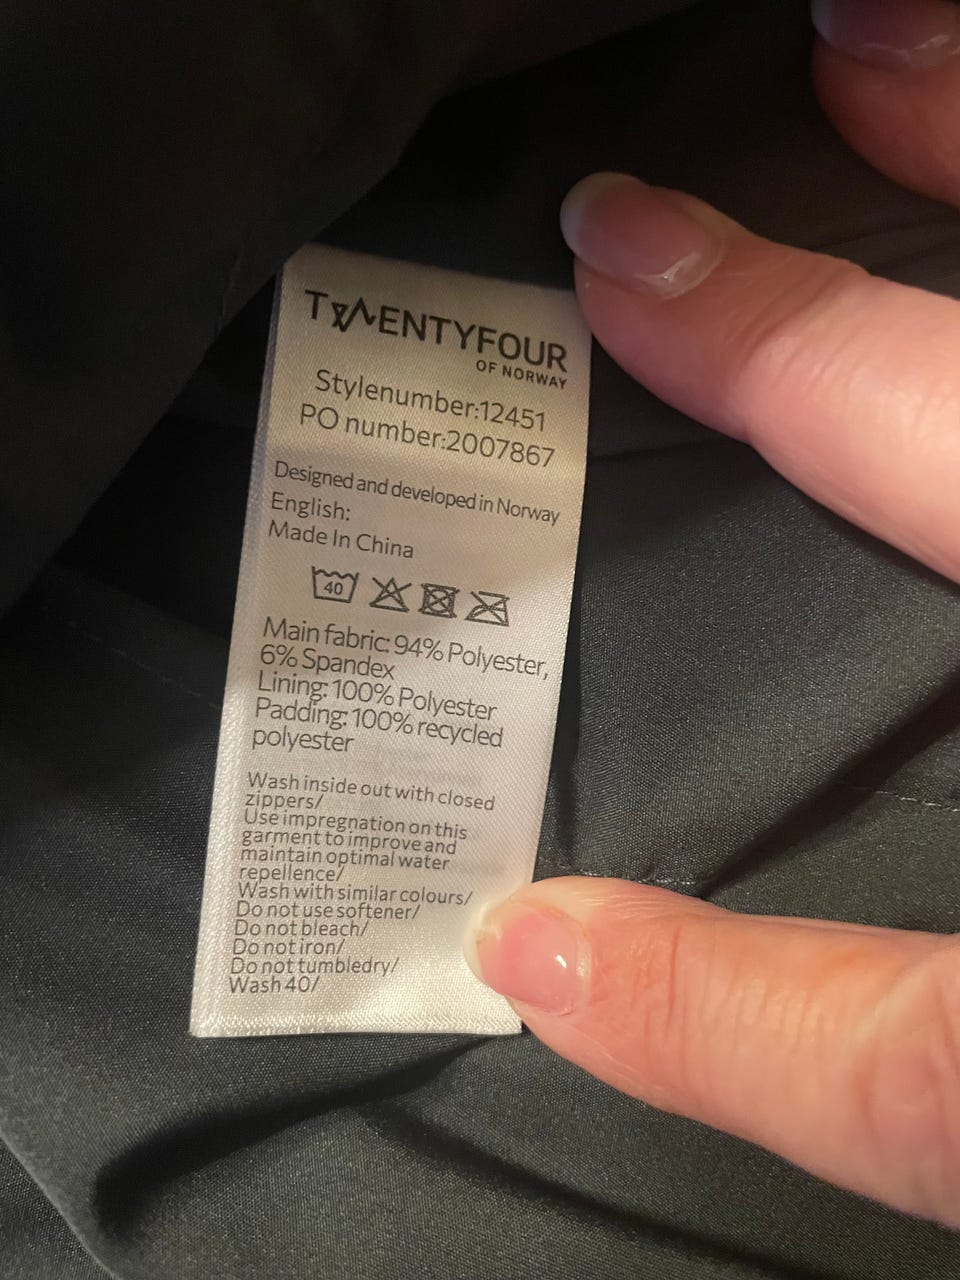 TWENTYFOUR
OF NORWAY
Stylenumber:12451
PO number:2007867
Designed and developed in Norway
English:
Made In China
40
Main fabric: 94% Polyester,
6% Spandex
Lining: 100% Polyester
Padding: 100% recycled
polyester
Wash inside out with closed
zippers/
Use impregnation on this
garment to improve and
maintain optimal water
repellence/
Wash with similar colours/
Do not use softener/
Do not bleach/
Do not iron/
Do not tumbledry/
Wash 40/